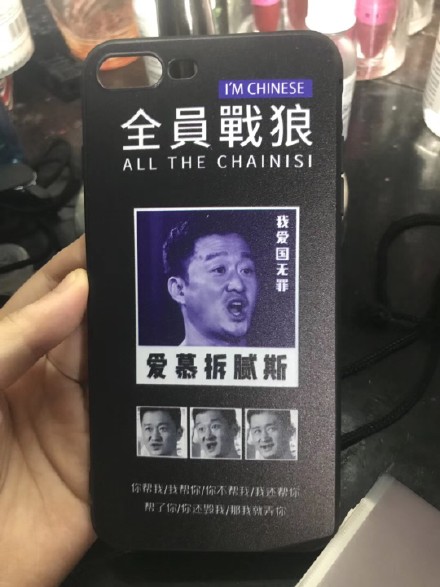 I'M CHINESE
全員戰狼
ALL THE CHAINISI
我爱国无罪
爱慕拆腻斯
你帮我/我帮你/你不帮我/我还帮你
帮了你/你还毁我/那我就弄你